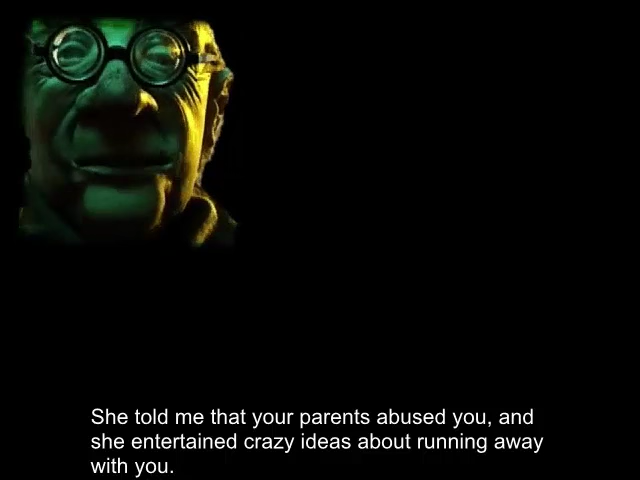 She told me that your parents abused you, and
she entertained crazy ideas about running away
with you.